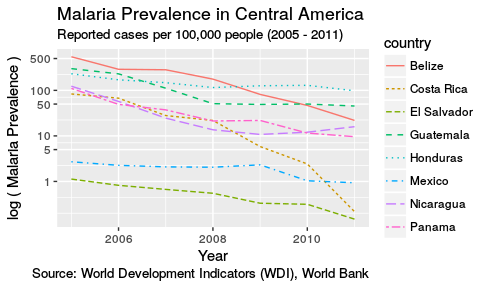 Malaria Prevalence in Central America
Reported cases per 100,000 people (2005 - 2011)
log ( Malaria Prevalence )
500
100
50
10
5
1
2006
2008
2010
Year
country
Belize
Costa Rica
El Salvador
Guatemala
Honduras
Mexico
Nicaragua
Panama
Source: World Development Indicators (WDI), World Bank